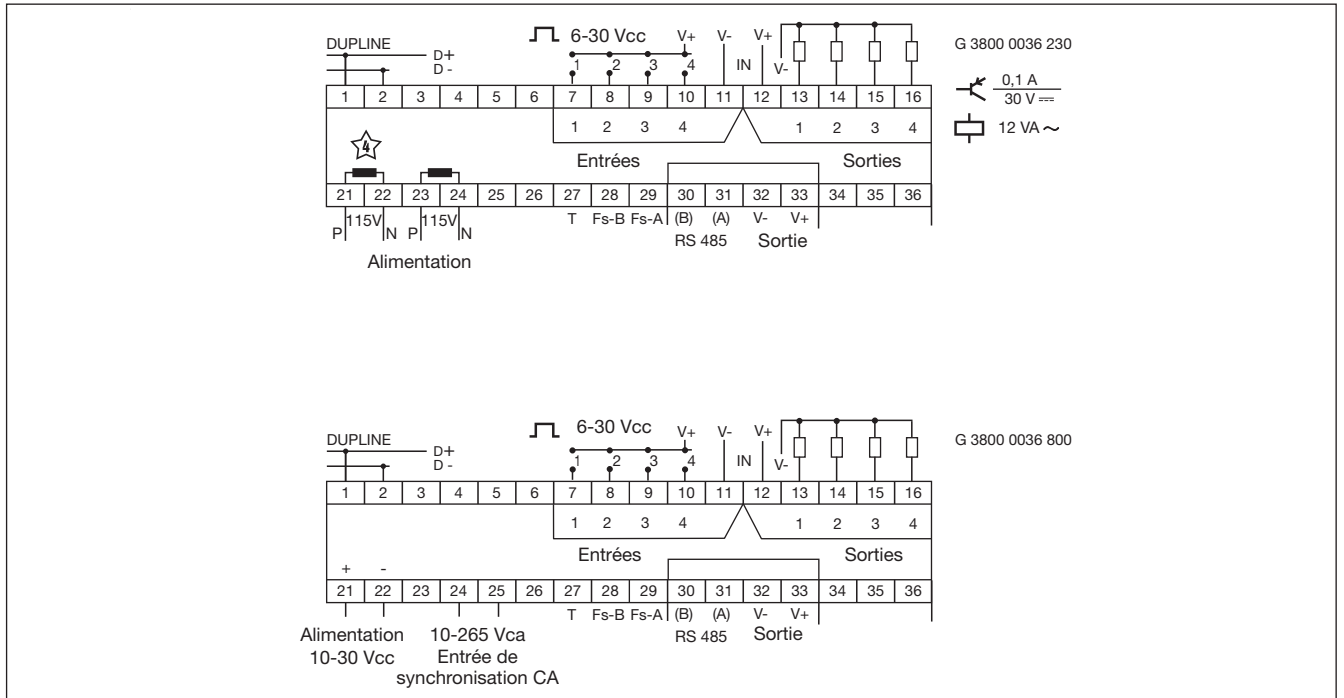 6-30 Vcc V+ V- V+ G 3800 0036 230
DUPLINE D+ 1 2 3 4 IN V-
D -
0,1 A
30 V
1 2 3 4 5 6 7 8 9 10 11 12 13 14 15 16
12 VA ~
1 2 3 4 1 2 3 4
4
Entrées Sorties
21 22 23 24 25 26 27 28 29 30 31 32 33 34 35 36
P 115V N P 115V N T Fs-B Fs-A (B) (A) V- V+
RS 485 Sortie
Alimentation
6-30 Vcc V+ V- V+ G 3800 0036 800
DUPLINE D+ 1 2 3 4 IN V-
D -
1 2 3 4 5 6 7 8 9 10 11 12 13 14 15 16
1 2 3 4 1 2 3 4
Entrées Sorties
+ -
21 22 23 24 25 26 27 28 29 30 31 32 33 34 35 36
T Fs-B Fs-A (B) (A) V- V+
RS 485 Sortie
Alimentation 10-265 Vca
10-30 Vcc Entrée de
synchronisation CA